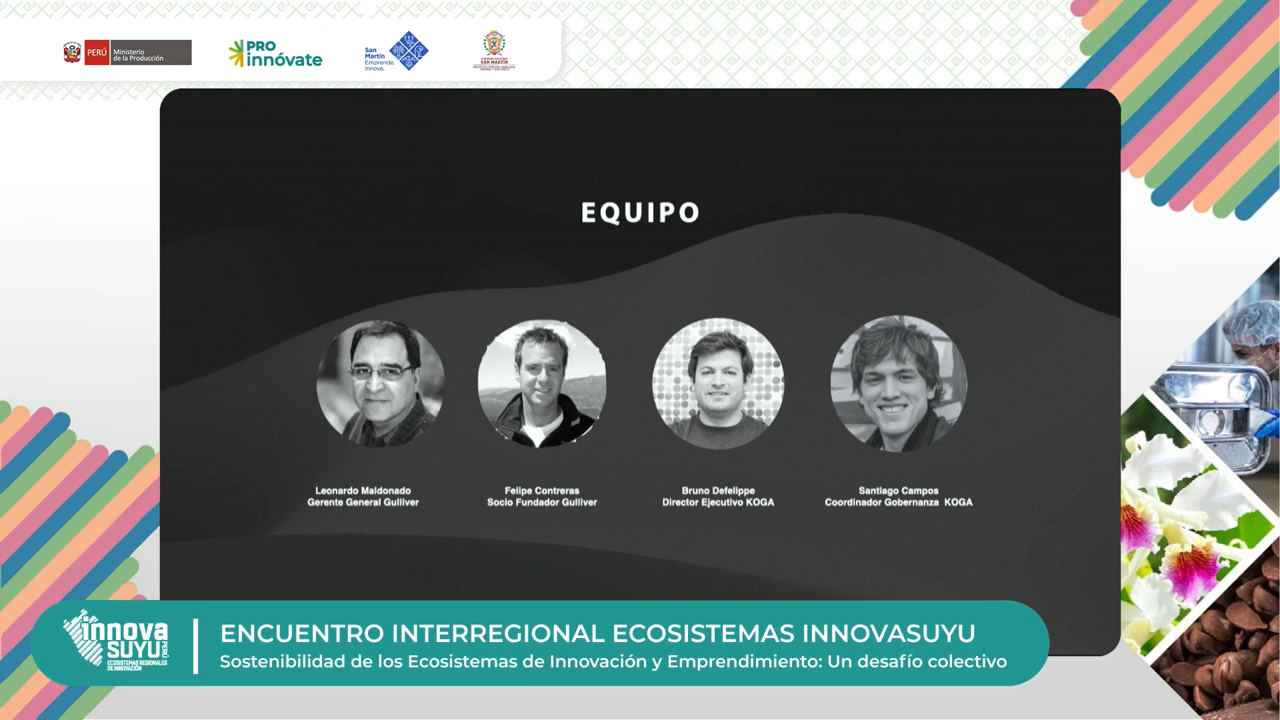 PERÚ
Ministerio
de la Producción
PRO
innóvate
San
Martín
Emprende.
Innova.
SAN MARTÍN
EQUIPO
Leonardo Maldonado
Gerente General Gulliver
Felipe Contreras
Socio Fundador Gulliver
Bruno Defelippe
Director Ejecutivo KOGA
Santiago Campos
Coordinador Gobernanza KOGA
innova
SUYU
PERÚ
ECOSISTEMAS REGIONALES
DE INNOVACIÓN
ENCUENTRO INTERREGIONAL ECOSISTEMAS INNOVASUYU
Sostenibilidad de los Ecosistemas de Innovación y Emprendimiento: Un desafío colectivo